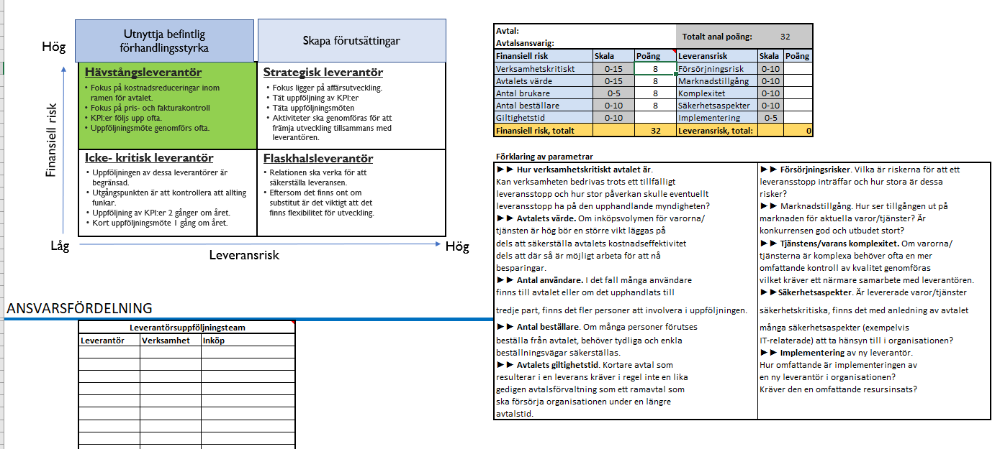 Utnyttja befintlig
förhandlingsstyrka
Skapa förutsättningar
Hög
Finansiell risk
Hävstångsleverantör
• Fokus på kostnadsreduceringar inom
ramen för avtalet.
• Fokus på pris- och fakturakontroll
• KPI:er följs upp ofta.
• Uppföljningsmöte genomförs ofta.
Strategisk leverantör
• Fokus ligger på affärsutveckling.
• Tät uppföljning av KPI:er
• Täta uppföljningsmöten
• Aktiviteter ska genomföras för att
främja utveckling tillsammans med
leverantören.
Icke- kritisk leverantör
• Uppföljningen av dessa leverantörer är
begränsad.
• Utgångspunkten är att kontrollera att allting
funkar.
• Uppföljning av KPI:er 2 gånger om året.
• Kort uppföljningsmöte 1 gång om året.
Flaskhalsleverantör
• Relationen ska verka för att
säkerställa leveransen.
• Eftersom det finns ont om
substitut är det viktigt att det
finns flexibilitet för utveckling.
Låg
Leveransrisk
Hög
ANSVARSFÖRDELNING
Leverantörsuppföljningsteam
Leverantör Verksamhet Inköp
Avtal:
Avtalsansvarig:
Totalt anal poäng: 32
Finansiell risk Skala Poäng Leveransrisk Skala Poäng
Verksamhetskritiskt 0-15 8 Försörjningsrisk 0-10
Avtalets värde 0-15 8 Marknadstillgång 0-10
Antal brukare 0-5 8 Komplexitet 0-10
Antal beställare 0-10 8 Säkerhetsaspekter 0-10
Giltighetstid 0-10 Implementering 0-5
Finansiell risk, totalt 32 Leveransrisk, total: 0
Förklaring av parametrar
►► Hur verksamhetskritiskt avtalet är.
Kan verksamheten bedrivas trots ett tillfälligt
leveransstopp och hur stor påverkan skulle eventuellt
leveransstopp ha på den upphandlande myndigheten?
►► Avtalets värde. Om inköpsvolymen för varorna/
tjänsten är hög bör en större vikt läggas på
dels att säkerställa avtalets kostnadseffektivitet
dels att där så är möjligt arbeta för att nå
besparingar.
►► Antal användare. I det fall många användare
finns till avtalet eller om det upphandlats till
tredje part, finns det fler personer att involvera i uppföljningen.
►► Antal beställare. Om många personer förutses
beställa från avtalet, behöver tydliga och enkla
beställningsvägar säkerställas.
►► Avtalets giltighetstid. Kortare avtal som
resulterar i en leverans kräver i regel inte en lika
gedigen avtalsförvaltning som ett ramavtal som
ska försörja organisationen under en längre
avtalstid.
►► Försörjningsrisker. Vilka är riskerna för att ett
leveransstopp inträffar och hur stora är dessa
risker?
►► Marknadstillgång. Hur ser tillgången ut på
marknaden för aktuella varor/tjänster? Är
konkurrensen god och utbudet stort?
►► Tjänstens/varans komplexitet. Om varorna/
tjänsterna är komplexa behöver ofta en mer
omfattande kontroll av kvalitet genomföras
vilket kräver ett närmare samarbete med leverantören.
►►Säkerhetsaspekter. Är levererade varor/tjänster
säkerhetskritiska, finns det med anledning av avtalet
många säkerhetsaspekter (exempelvis
IT-relaterade) att ta hänsyn till i organisationen?
►► Implementering av ny leverantör.
Hur omfattande är implementeringen av
en ny leverantör i organisationen?
Kräver den en omfattande resursinsats?